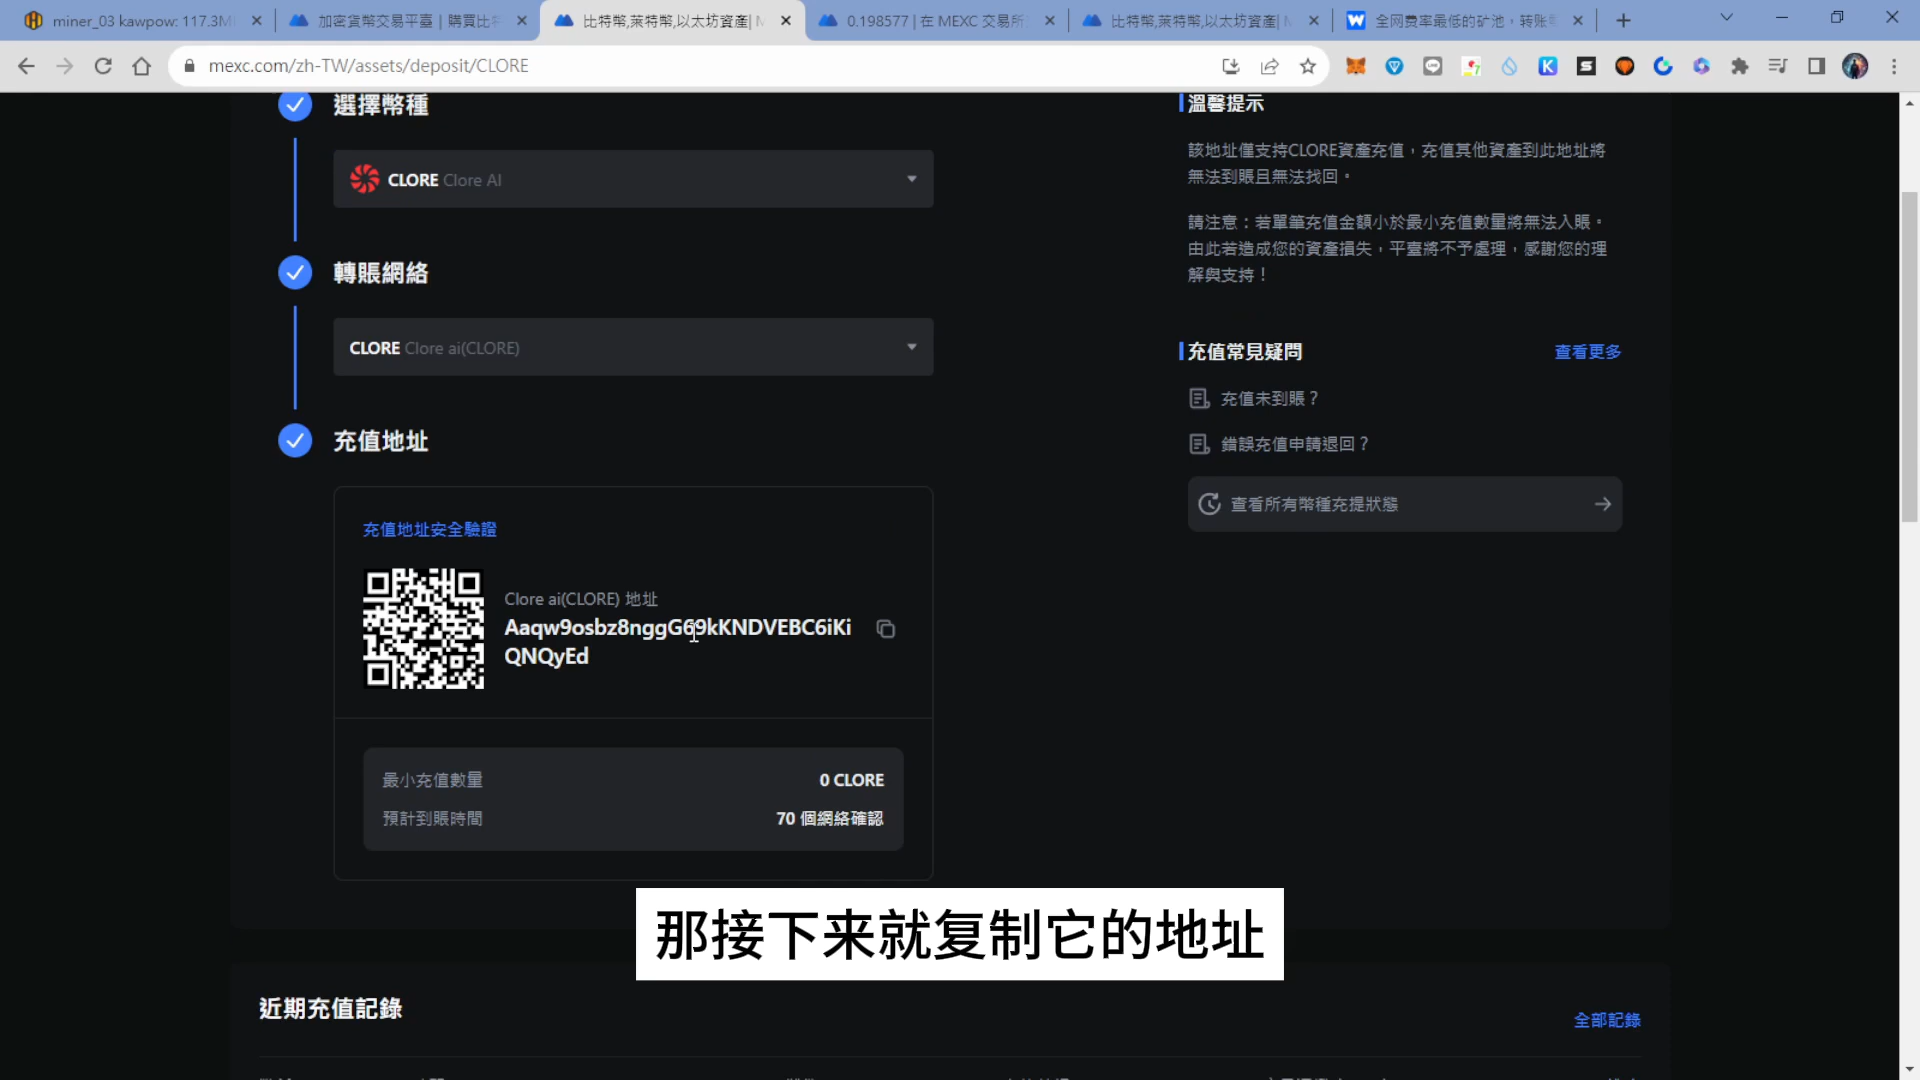 miner_03 kawpow: 117.3M
加密貨幣交易平臺 | 購買比
比特幣,萊特幣,以太坊資產| M
0.198577 | 在 MEXC 交易所
比特幣,萊特幣,以太坊資產| M
全网费率最低的矿池，转账
mexc.com/zh-TW/assets/deposit/CLORE
選擇幣種
CLORE Clore AI
轉賬網絡
CLORE Clore ai(CLORE)
充值地址
充值地址安全驗證
Clore ai(CLORE) 地址
Aaqw9osbz8nggG69kKNDVEBC6iKi
QNQyEd
最小充值數量 0 CLORE
預計到賬時間 70 個網絡確認
溫馨提示
該地址僅支持CLORE資產充值，充值其他資產到此地址將
無法到賬且無法找回。
請注意：若單筆充值金額小於最小充值數量將無法入賬。
由此若造成您的資產損失，平臺將不予處理，感謝您的理
解與支持！
充值常見疑問
查看更多
充值未到賬？
錯誤充值申請退回？
查看所有幣種充提狀態
那接下来就复制它的地址
近期充值記錄
全部記錄